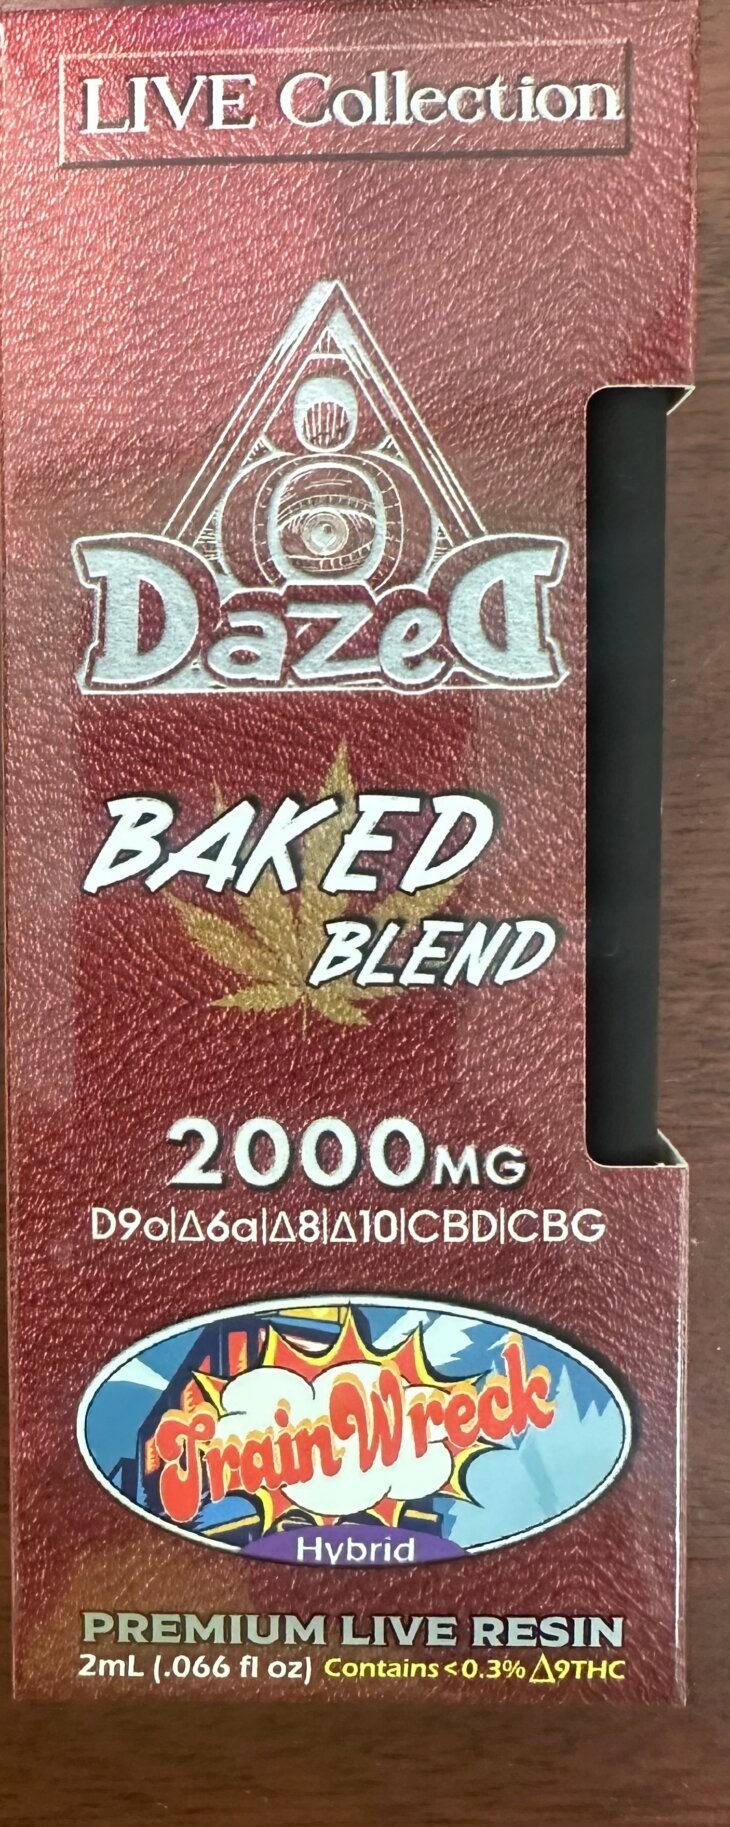 LIVE Collection
DazeD
BAKED
BLEND
2000MG
D9o|Δ6a|Δ8|Δ10|CBD|CBG
TrainWreck
Hybrid
PREMIUM LIVE RESIN
2mL (.066 fl oz) Contains <0.3% Δ9THC